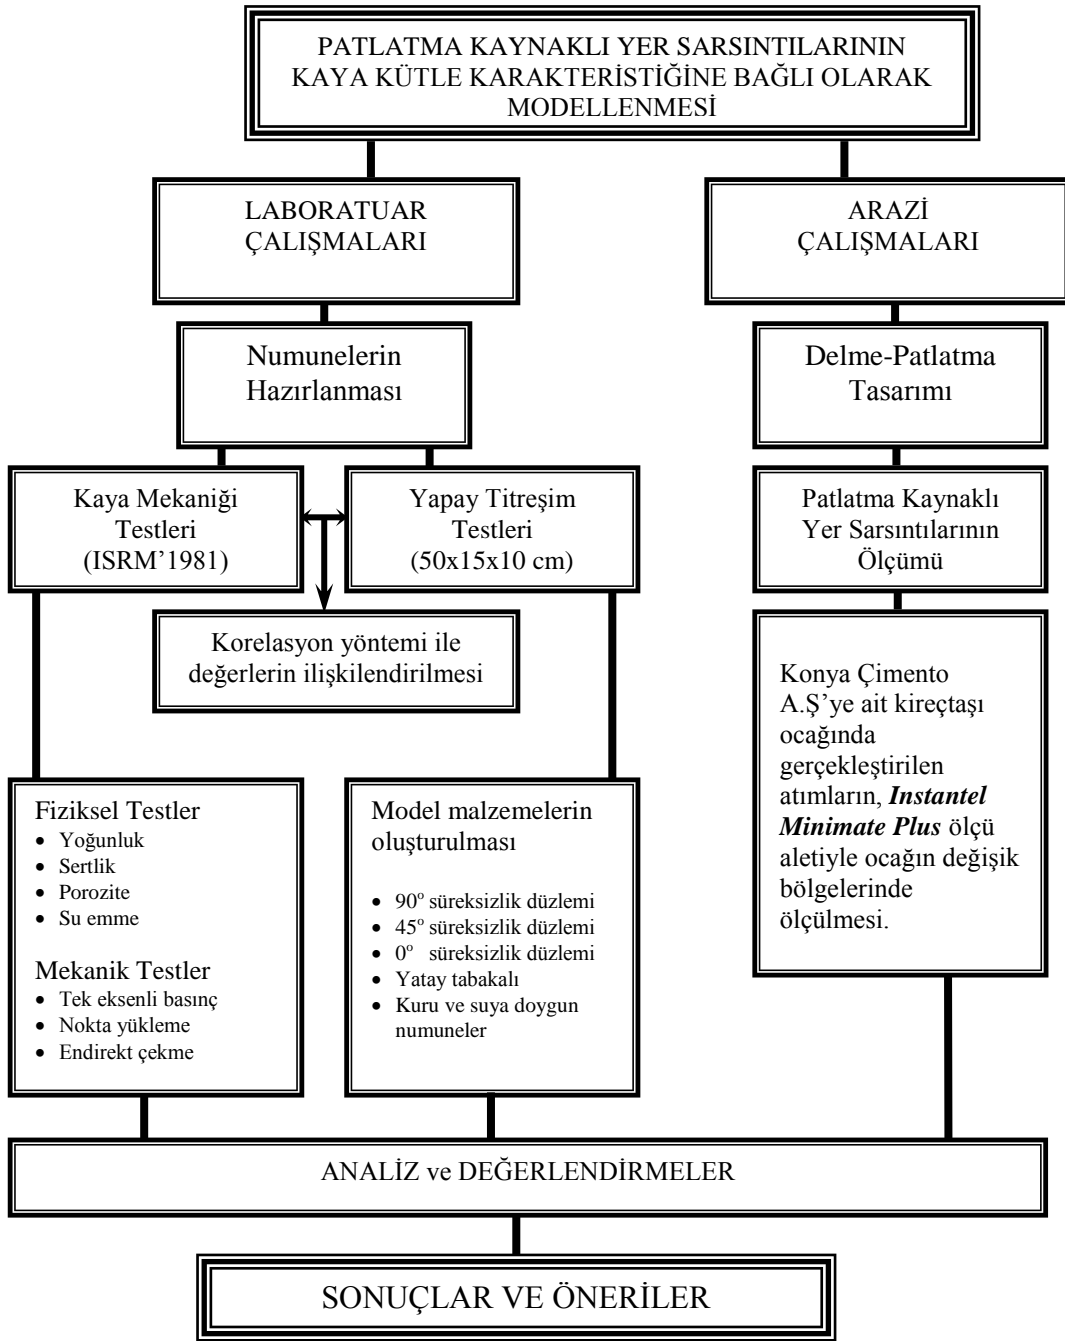 PATLATMA KAYNAKLI YER SARSINTILARININ
KAYA KÜTLE KARAKTERİSTİĞİNE BAĞLI OLARAK
MODELLENMESİ
LABORATUAR
ÇALIŞMALARI
ARAZİ
ÇALIŞMALARI
Numunelerin
Hazırlanması
Delme-Patlatma
Tasarımı
Kaya Mekaniği
Testleri
(ISRM’1981)
Yapay Titreşim
Testleri
(50x15x10 cm)
Patlatma Kaynaklı
Yer Sarsıntılarının
Ölçümü
Korelasyon yöntemi ile
değerlerin ilişkilendirilmesi
Konya Çimento
A.Ş’ye ait kireçtaşı
ocağında
gerçekleştirilen
atımların, Instantel
Minimate Plus ölçü
aletiyle ocağın değişik
bölgelerinde
ölçülmesi.
Fiziksel Testler
• Yoğunluk
• Sertlik
• Porozite
• Su emme
Mekanik Testler
• Tek eksenli basınç
• Nokta yükleme
• Endirekt çekme
Model malzemelerin
oluşturulması
• 90° süreksizlik düzlemi
• 45° süreksizlik düzlemi
• 0° süreksizlik düzlemi
• Yatay tabakalı
• Kuru ve suya doygun
numuneler
ANALİZ ve DEĞERLENDİRMELER
SONUÇLAR VE ÖNERİLER